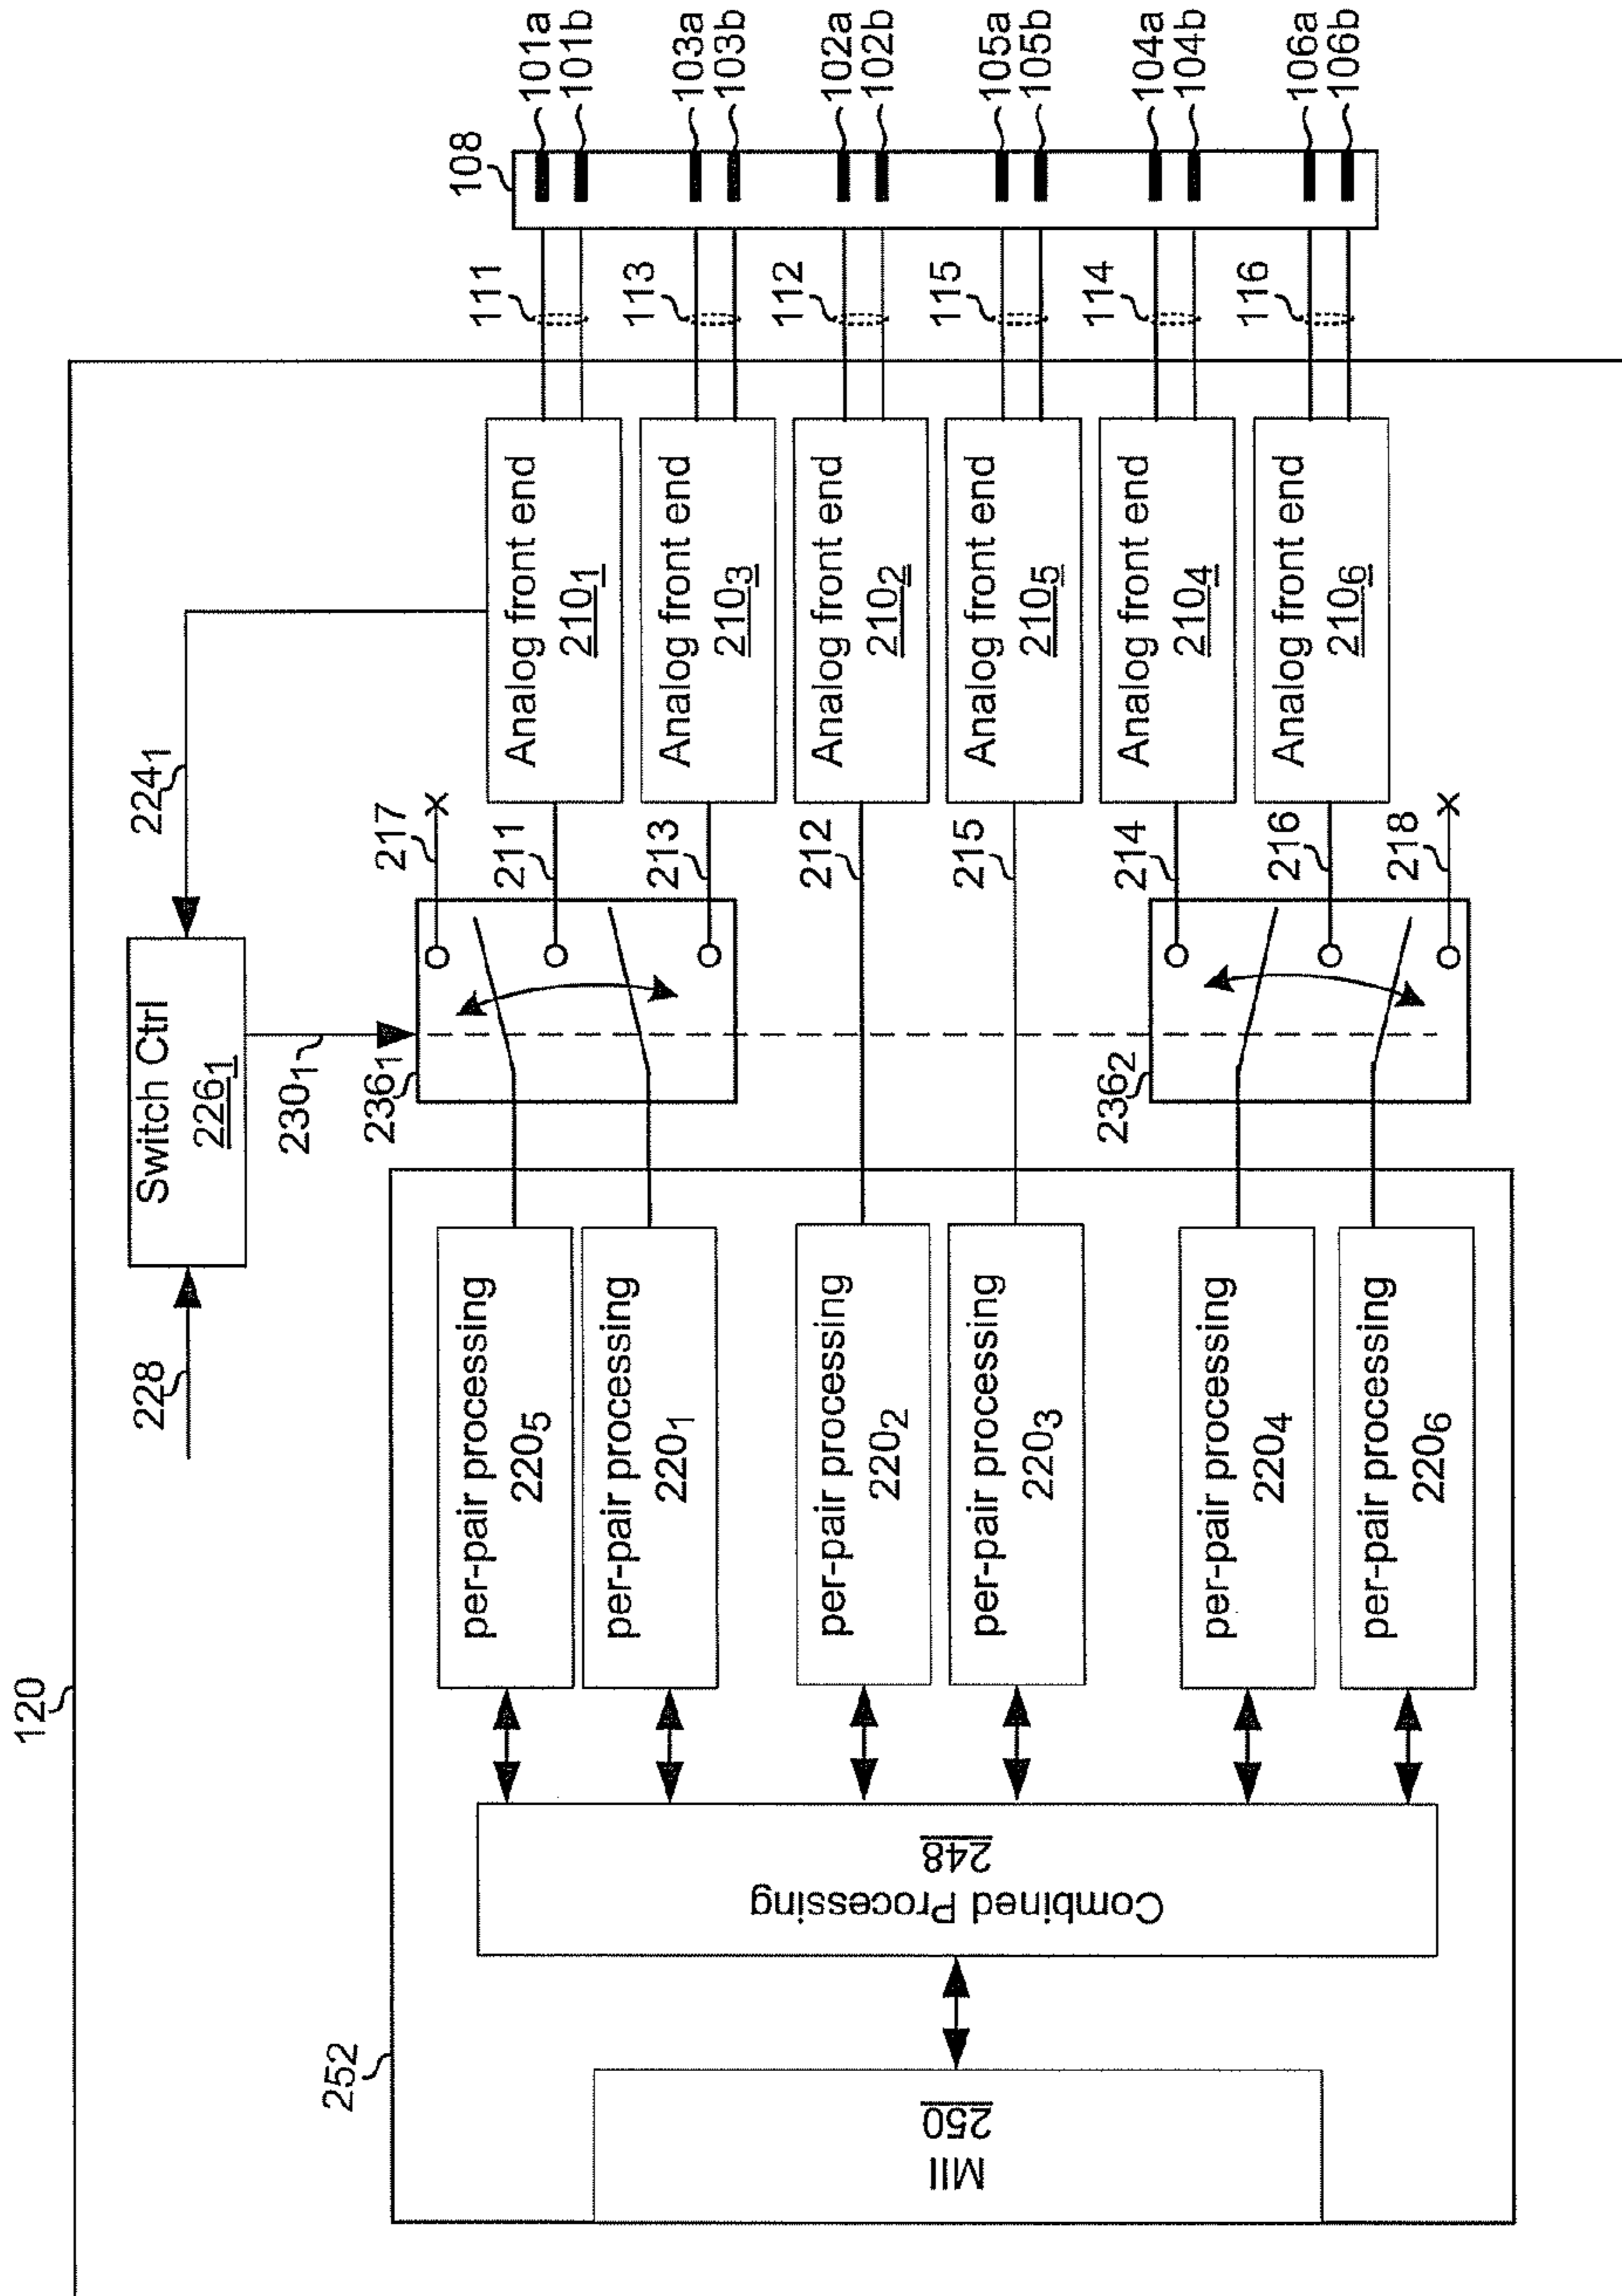 120
108
101a
101b
103a
103b
102a
102b
105a
105b
104a
104b
106a
106b
111
113
112
115
114
116
Analog front end
210₁
Analog front end
210₃
Analog front end
210₂
Analog front end
210₅
Analog front end
210₄
Analog front end
210₆
224₁
217
211
213
212
215
214
216
218
228
Switch Ctrl
226₁
230₁
236₁
236₂
252
per-pair processing
220₅
per-pair processing
220₁
per-pair processing
220₂
per-pair processing
220₃
per-pair processing
220₄
per-pair processing
220₆
Combined Processing
248
MII
250